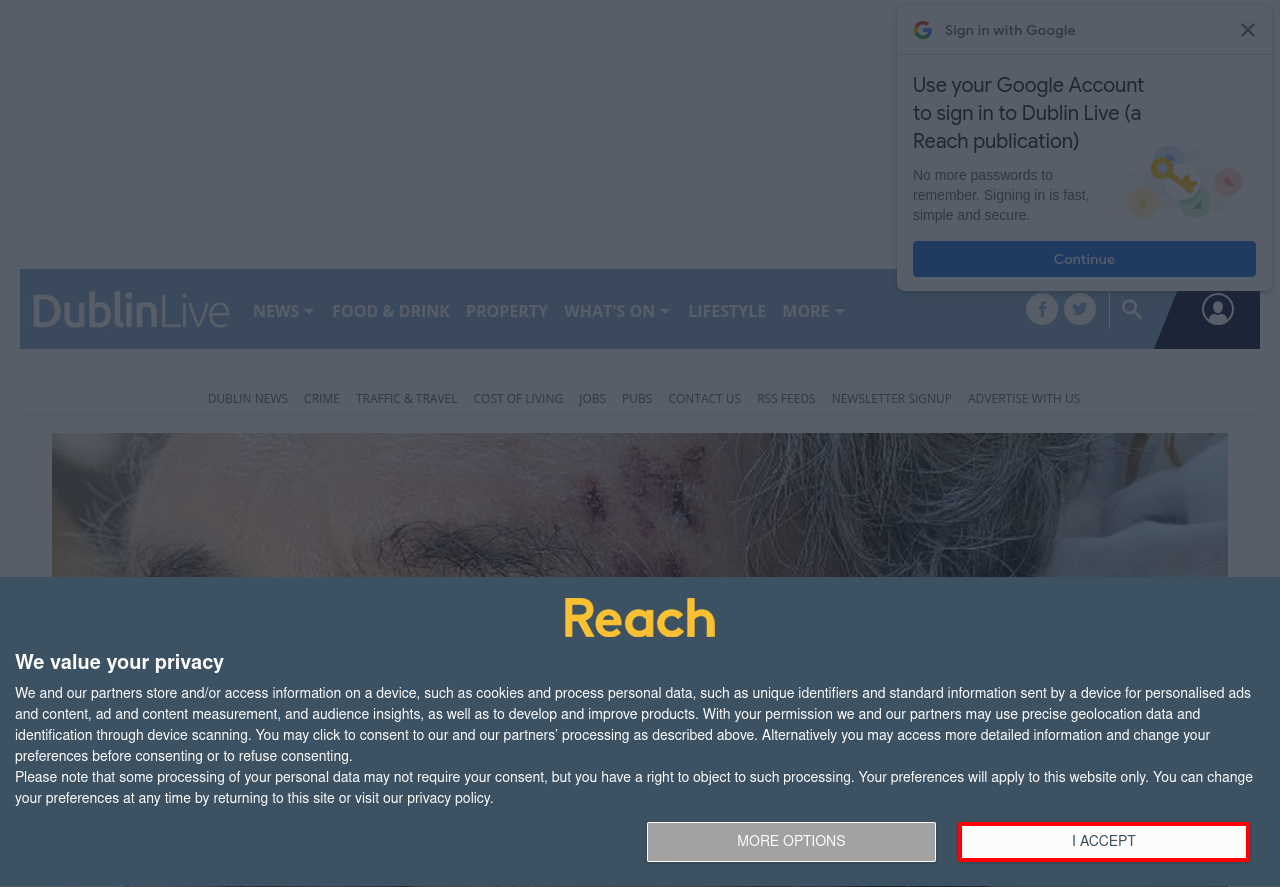 Sign in with Google
Use your Google Account
to sign in to Dublin Live (a
Reach publication)
No more passwords to
remember. Signing in is fast,
simple and secure.
Continue
DublinLive NEWS FOOD & DRINK PROPERTY WHAT'S ON LIFESTYLE MORE
DUBLIN NEWS CRIME TRAFFIC & TRAVEL COST OF LIVING JOBS PUBS CONTACT US RSS FEEDS NEWSLETTER SIGNUP ADVERTISE WITH US
Reach
We value your privacy
We and our partners store and/or access information on a device, such as cookies and process personal data, such as unique identifiers and standard information sent by a device for personalised ads
and content, ad and content measurement, and audience insights, as well as to develop and improve products. With your permission we and our partners may use precise geolocation data and
identification through device scanning. You may click to consent to our and our partners’ processing as described above. Alternatively you may access more detailed information and change your
preferences before consenting or to refuse consenting.
Please note that some processing of your personal data may not require your consent, but you have a right to object to such processing. Your preferences will apply to this website only. You can change
your preferences at any time by returning to this site or visit our privacy policy.
MORE OPTIONS I ACCEPT